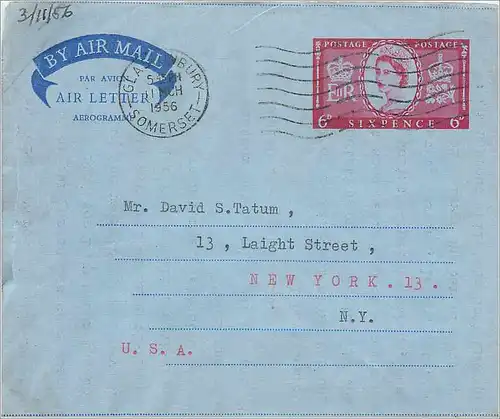 3/11/56
BY AIR MAIL
PAR AVION
AIR LETTER
AEROGRAMME
SOMERSET
1956
POSTAGE POSTAGE
E II R
6D SIXPENCE 6D
Mr. David S.Tatum ,
13 , Laight Street ,
NEW YORK. 13.
N.Y.
U. S. A.